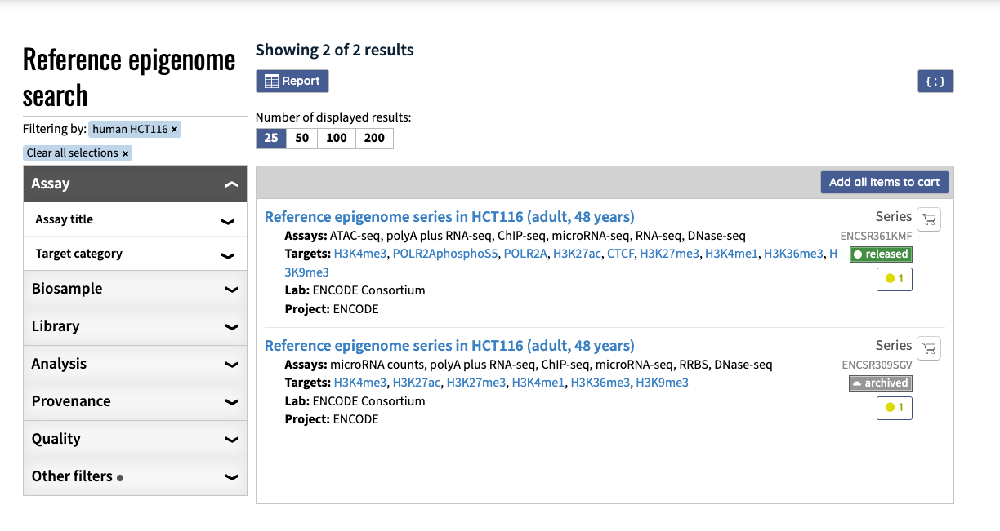 Reference epigenome
search
Filtering by: human HCT116 ×
Clear all selections ×
Assay
Assay title
Target category
Biosample
Library
Analysis
Provenance
Quality
Other filters
Showing 2 of 2 results
Report
{ ; }
Number of displayed results:
25 50 100 200
Add all items to cart
Reference epigenome series in HCT116 (adult, 48 years)
Series
Assays: ATAC-seq, polyA plus RNA-seq, ChIP-seq, microRNA-seq, RNA-seq, DNase-seq
ENCSR361KMF
Targets: H3K4me3, POLR2AphosphoS5, POLR2A, H3K27ac, CTCF, H3K27me3, H3K4me1, H3K36me3, H
released
3K9me3
1
Lab: ENCODE Consortium
Project: ENCODE
Reference epigenome series in HCT116 (adult, 48 years)
Series
Assays: microRNA counts, polyA plus RNA-seq, ChIP-seq, microRNA-seq, RRBS, DNase-seq
ENCSR309SGV
Targets: H3K4me3, H3K27ac, H3K27me3, H3K4me1, H3K36me3, H3K9me3
archived
Lab: ENCODE Consortium
1
Project: ENCODE